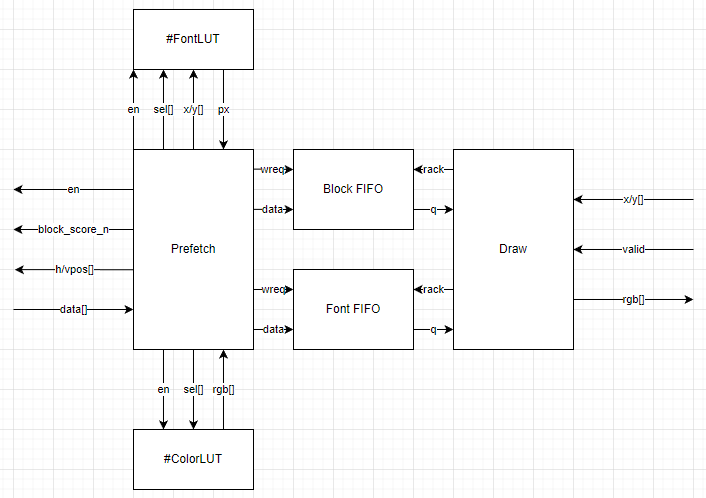 #FontLUT
en
sel[]
x/y[]
px
wreq
Block FIFO
rack
data
q
en
block_score_n
Prefetch
h/vpos[]
data[]
wreq
Font FIFO
rack
data
q
Draw
x/y[]
valid
rgb[]
en
sel[]
rgb[]
#ColorLUT